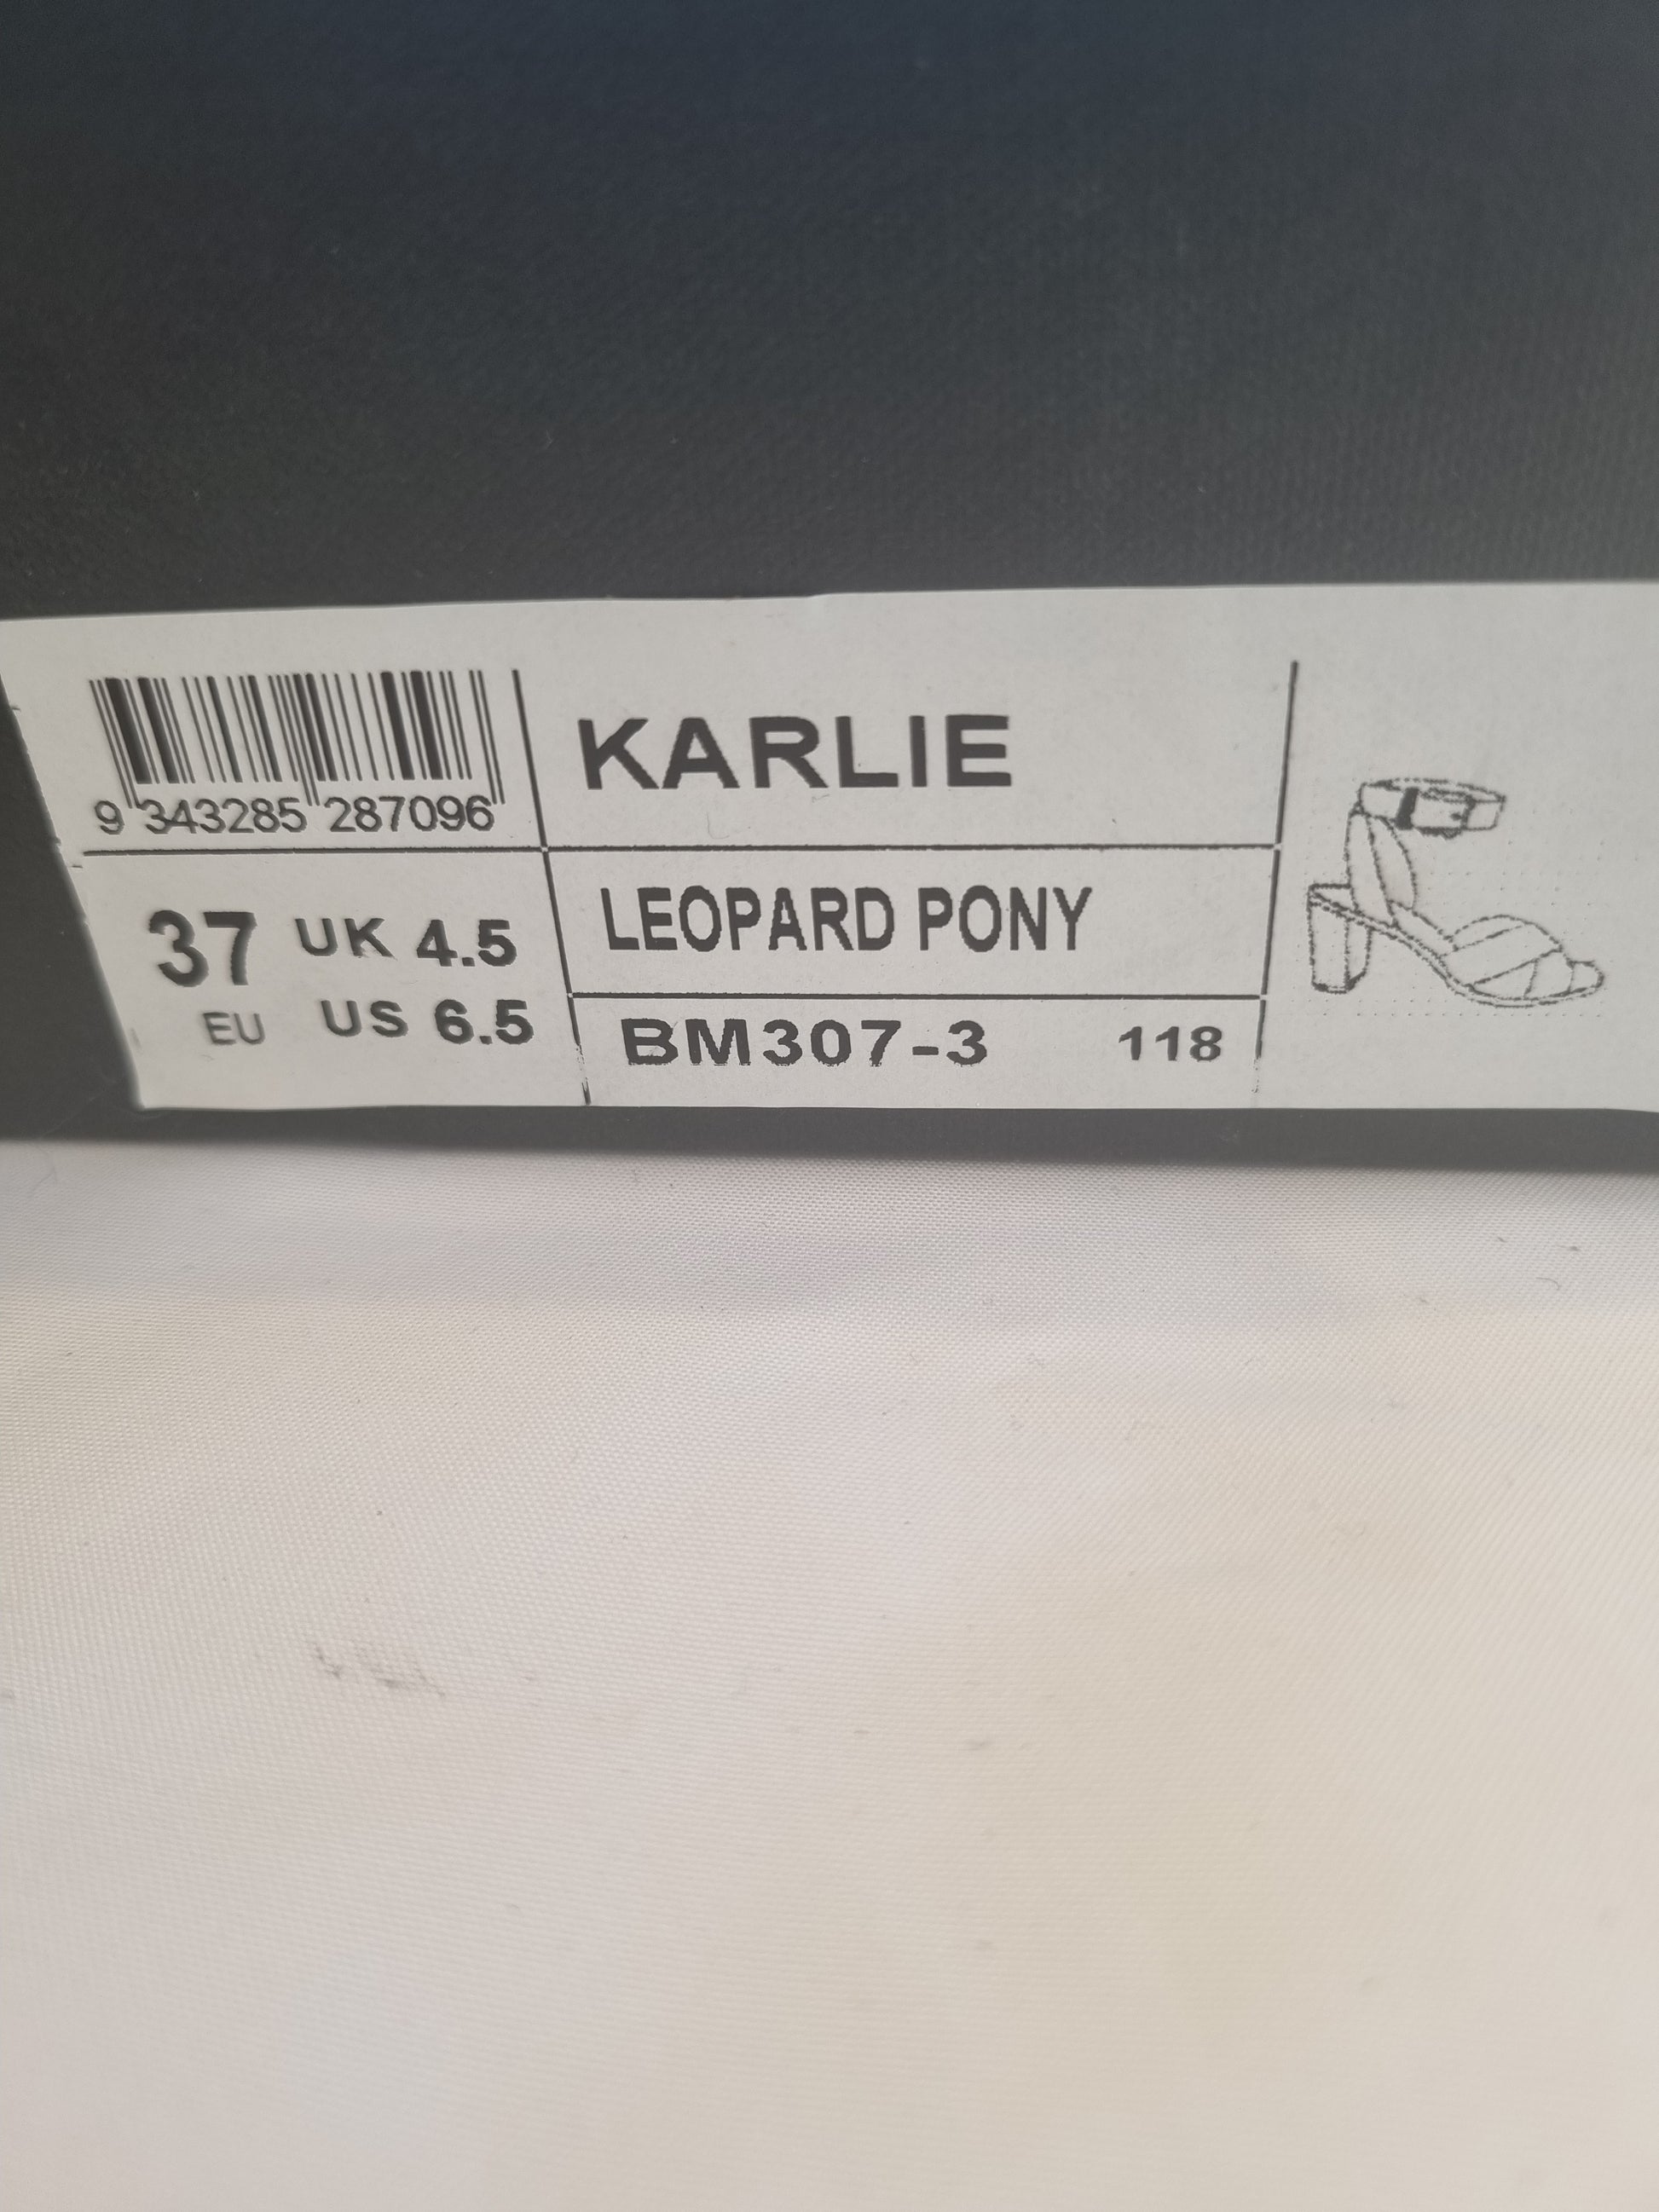 9 343285 287096
37 UK 4.5
EU US 6.5
KARLIE
LEOPARD PONY
BM307-3 118